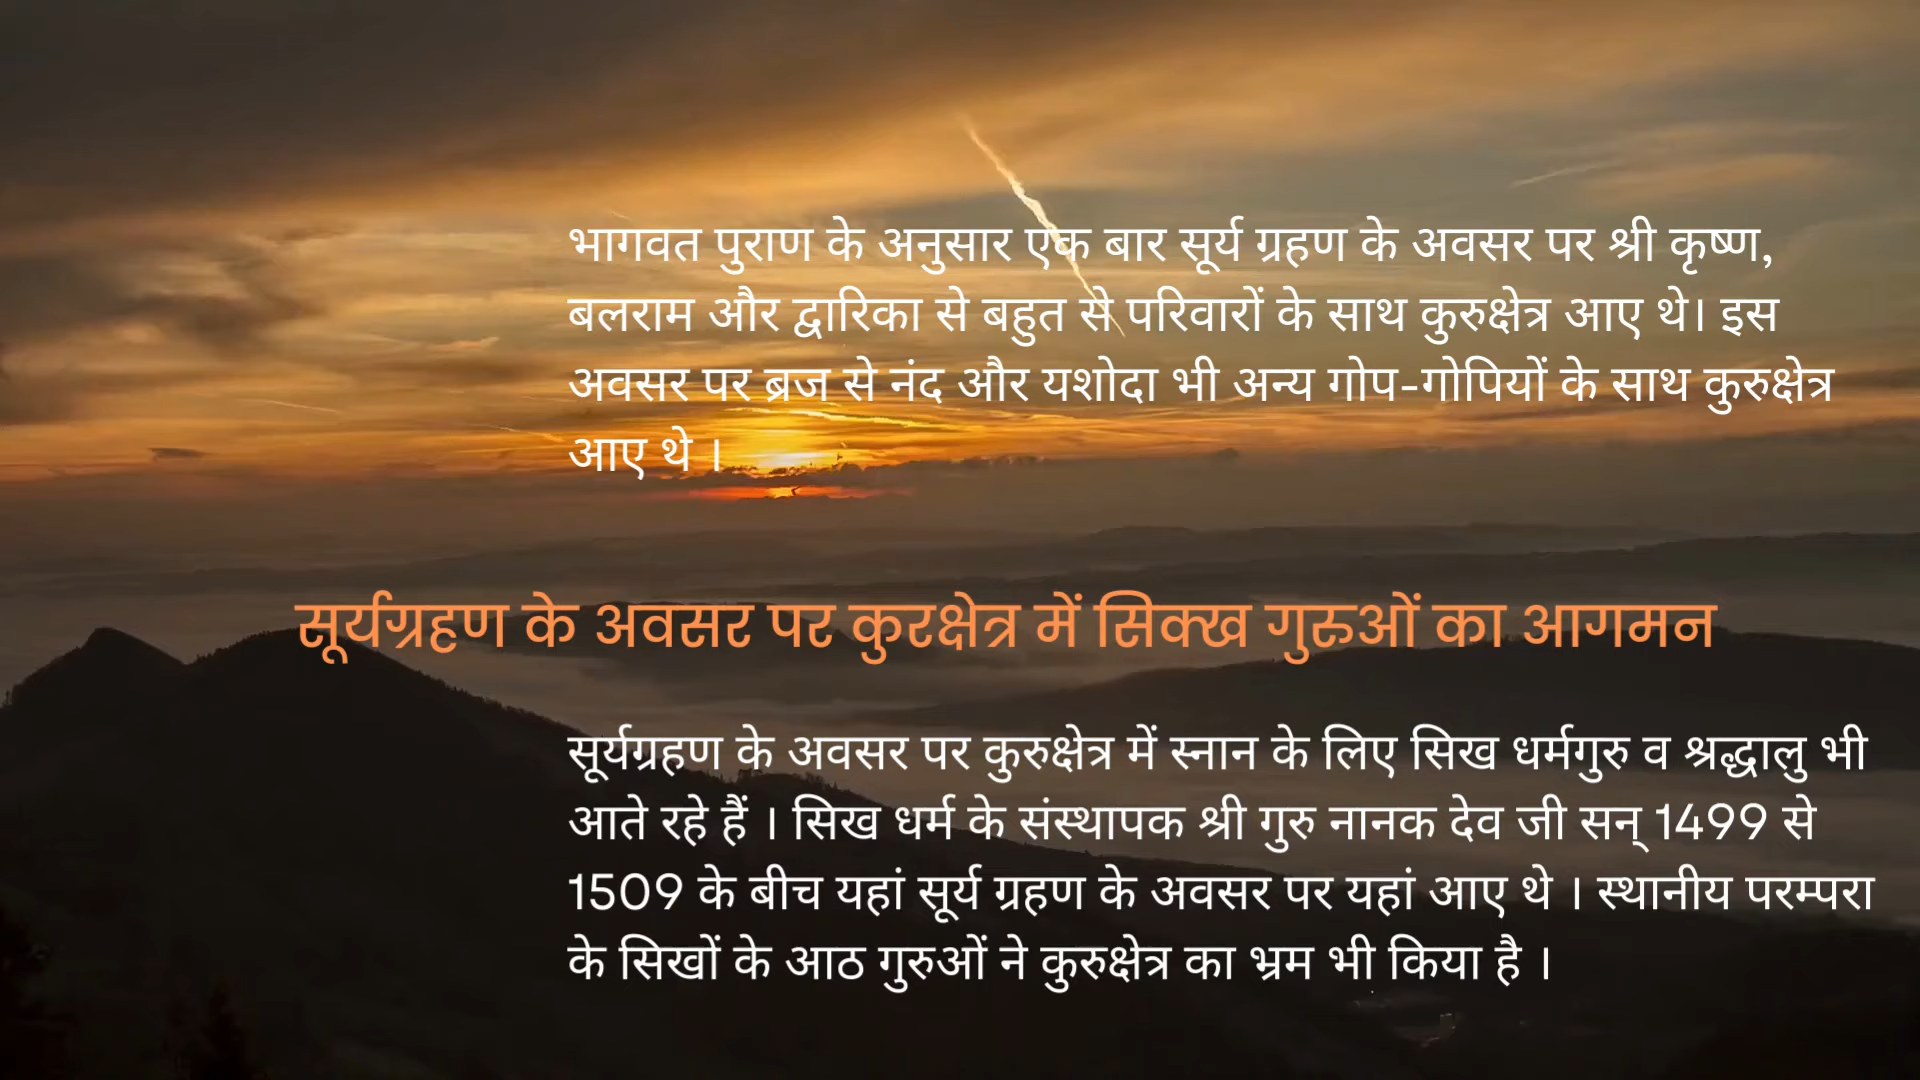 भागवत पुराण के अनुसार एक बार सूर्य ग्रहण के अवसर पर श्री कृष्ण,
बलराम और द्वारिका से बहुत से परिवारों के साथ कुरुक्षेत्र आए थे। इस
अवसर पर ब्रज से नंद और यशोदा भी अन्य गोप-गोपियों के साथ कुरुक्षेत्र
आए थे ।
सूर्यग्रहण के अवसर पर कुरक्षेत्र में सिक्ख गुरुओं का आगमन
सूर्यग्रहण के अवसर पर कुरुक्षेत्र में स्नान के लिए सिख धर्मगुरु व श्रद्धालु भी
आते रहे हैं । सिख धर्म के संस्थापक श्री गुरु नानक देव जी सन् 1499 से
1509 के बीच यहां सूर्य ग्रहण के अवसर पर यहां आए थे । स्थानीय परम्परा
के सिखों के आठ गुरुओं ने कुरुक्षेत्र का भ्रम भी किया है ।